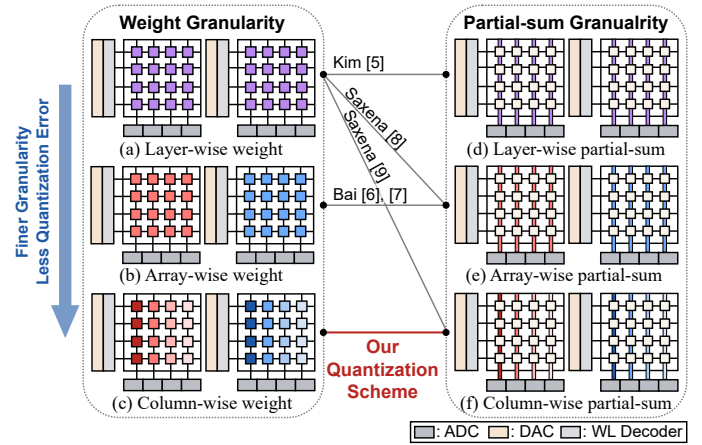 Weight Granularity
Partial-sum Granualrity
Finer Granularity
Less Quantization Error
Kim [5]
Saxena [8]
Saxena [9]
Bai [6], [7]
(a) Layer-wise weight
(d) Layer-wise partial-sum
(b) Array-wise weight
(e) Array-wise partial-sum
Our
Quantization
Scheme
(c) Column-wise weight
(f) Column-wise partial-sum
: ADC : DAC : WL Decoder